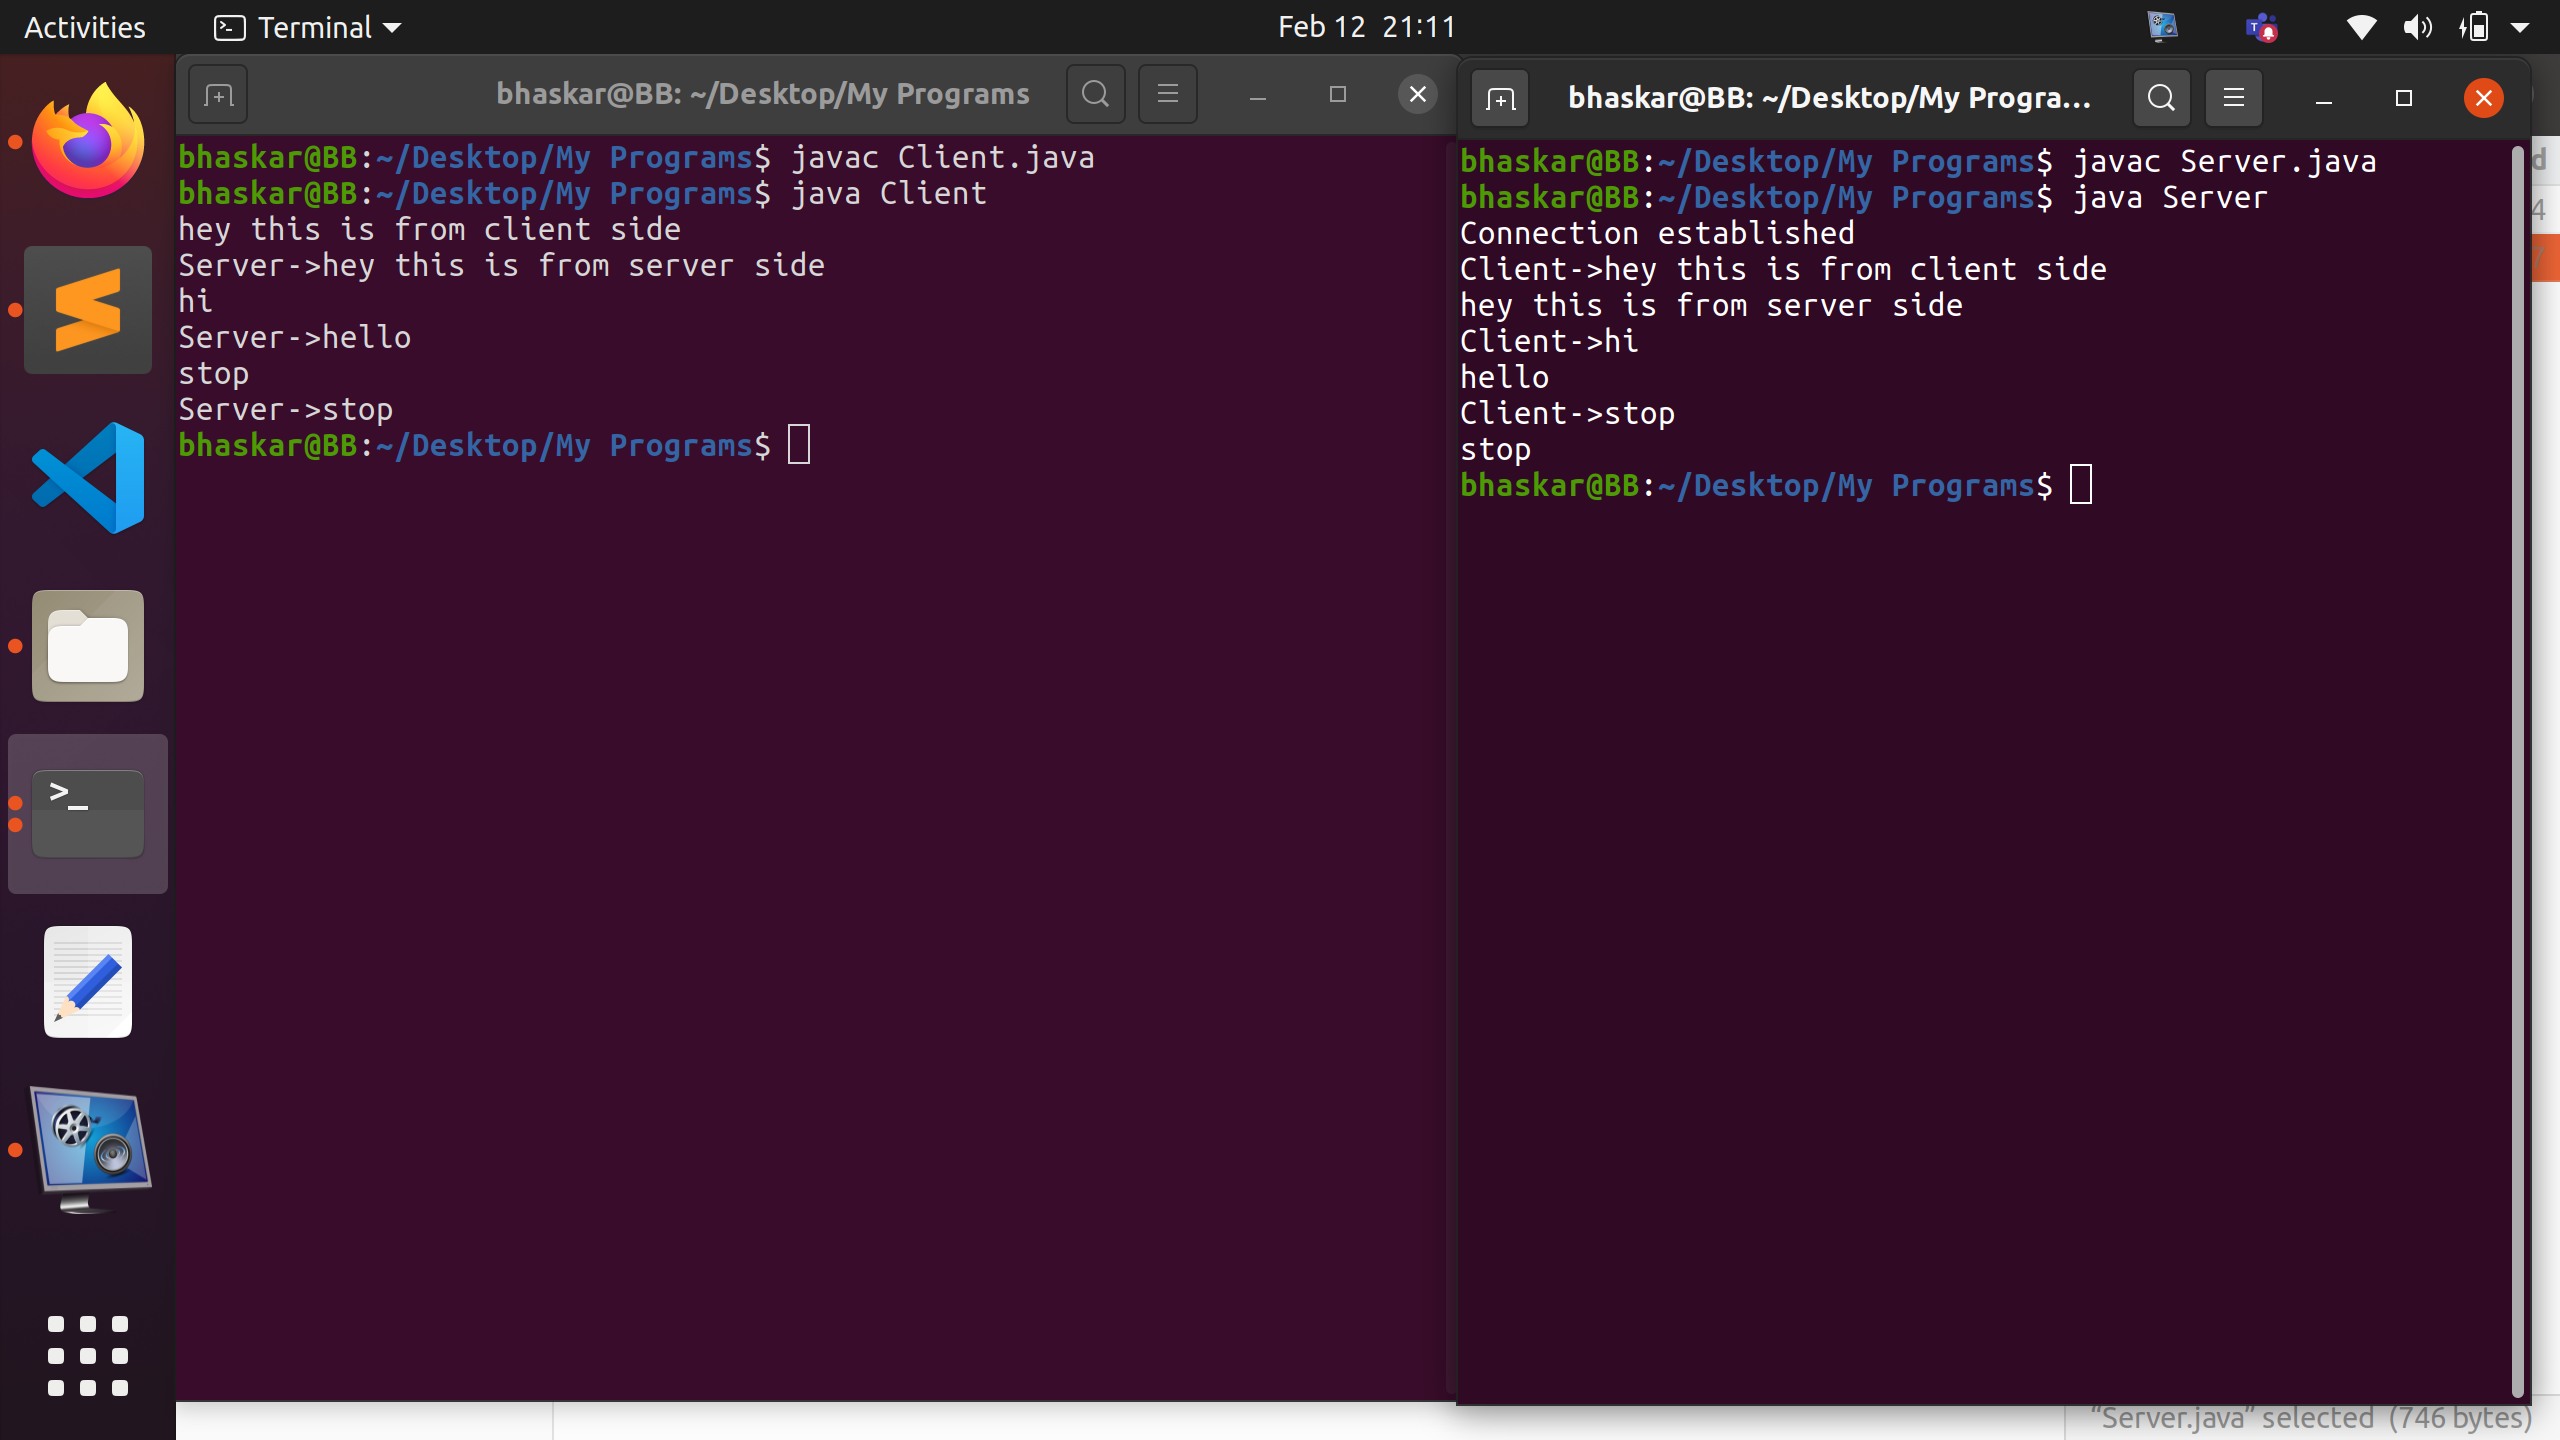 Activities
Terminal
Feb 12 21:11
bhaskar@BB: ~/Desktop/My Programs
bhaskar@BB:~/Desktop/My Programs$ javac Client.java
bhaskar@BB:~/Desktop/My Programs$ java Client
hey this is from client side
Server->hey this is from server side
hi
Server->hello
stop
Server->stop
bhaskar@BB:~/Desktop/My Programs$
bhaskar@BB: ~/Desktop/My Progra...
bhaskar@BB:~/Desktop/My Programs$ javac Server.java
bhaskar@BB:~/Desktop/My Programs$ java Server
Connection established
Client->hey this is from client side
hey this is from server side
Client->hi
hello
Client->stop
stop
bhaskar@BB:~/Desktop/My Programs$
d
4
7
>_
“Server.java” selected (746 bytes)